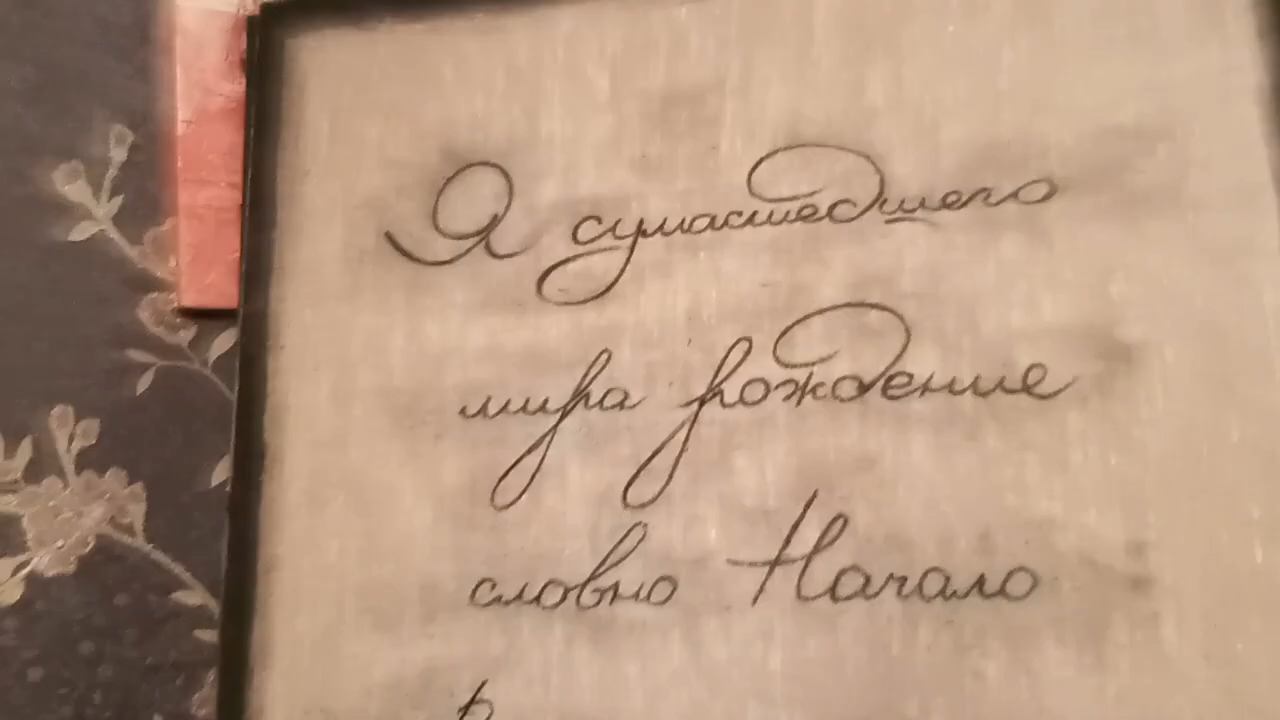 Я сумасшедшего
мира рождение
словно Начало